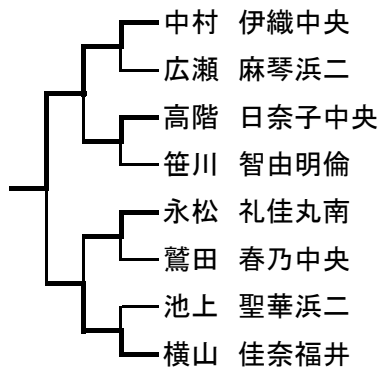 中村 伊織中央
広瀬 麻琴浜二
高階 日奈子中央
笹川 智由明倫
永松 礼佳丸南
鷲田 春乃中央
池上 聖華浜二
横山 佳奈福井